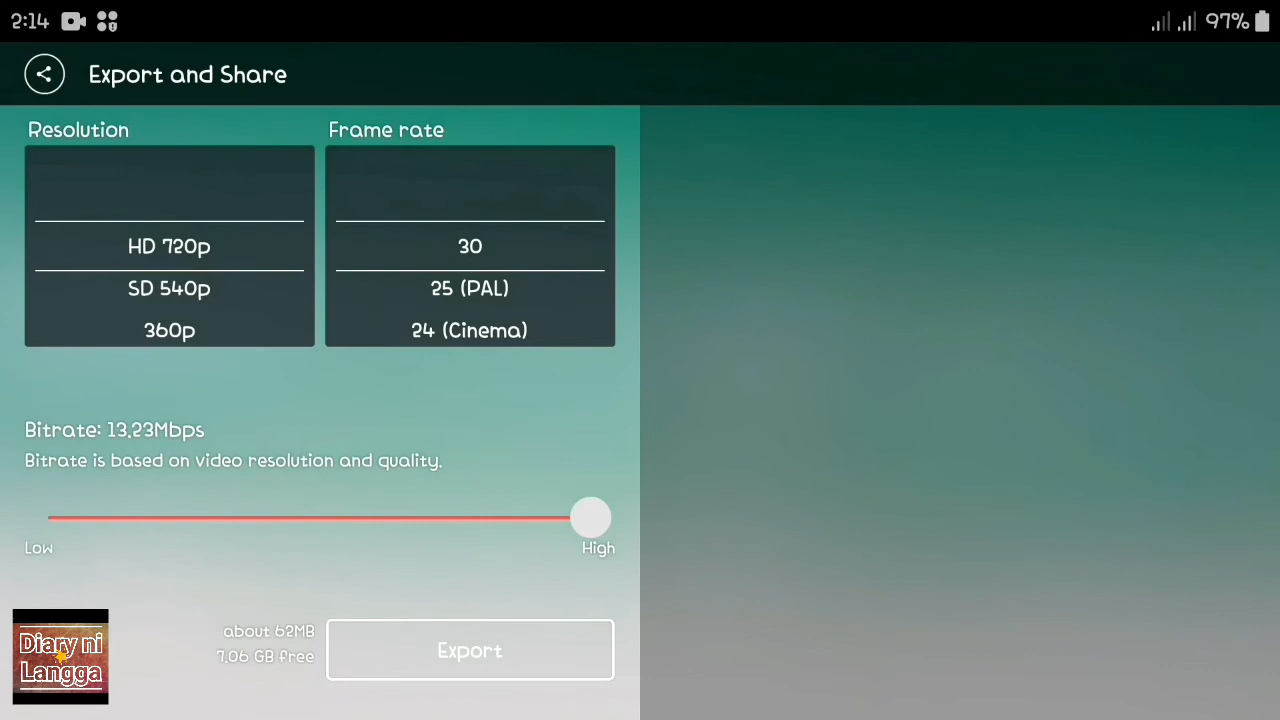 2:14
97%
Export and Share
Resolution
Frame rate
HD 720p
30
SD 540p
25 (PAL)
360p
24 (Cinema)
Bitrate: 13.23Mbps
Bitrate is based on video resolution and quality.
Low
High
about 62MB
7.06 GB free
Export
Diary ni
Langga